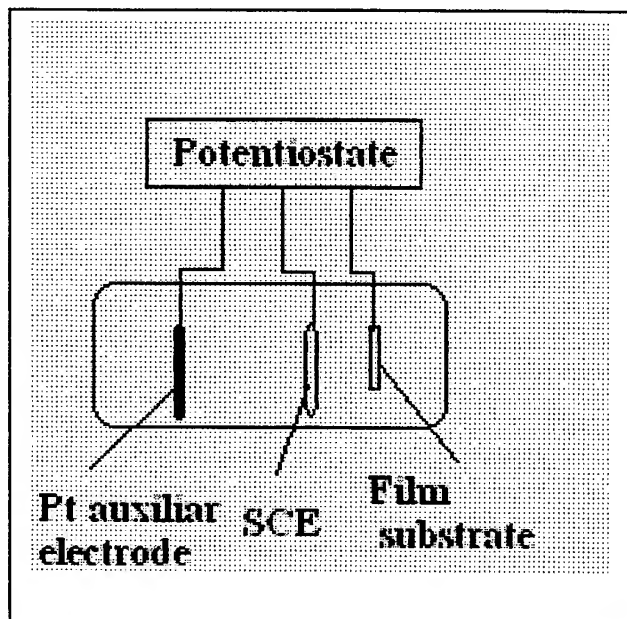 Potentiostate
Pt auxiliar
electrode
SCE
Film
substrate